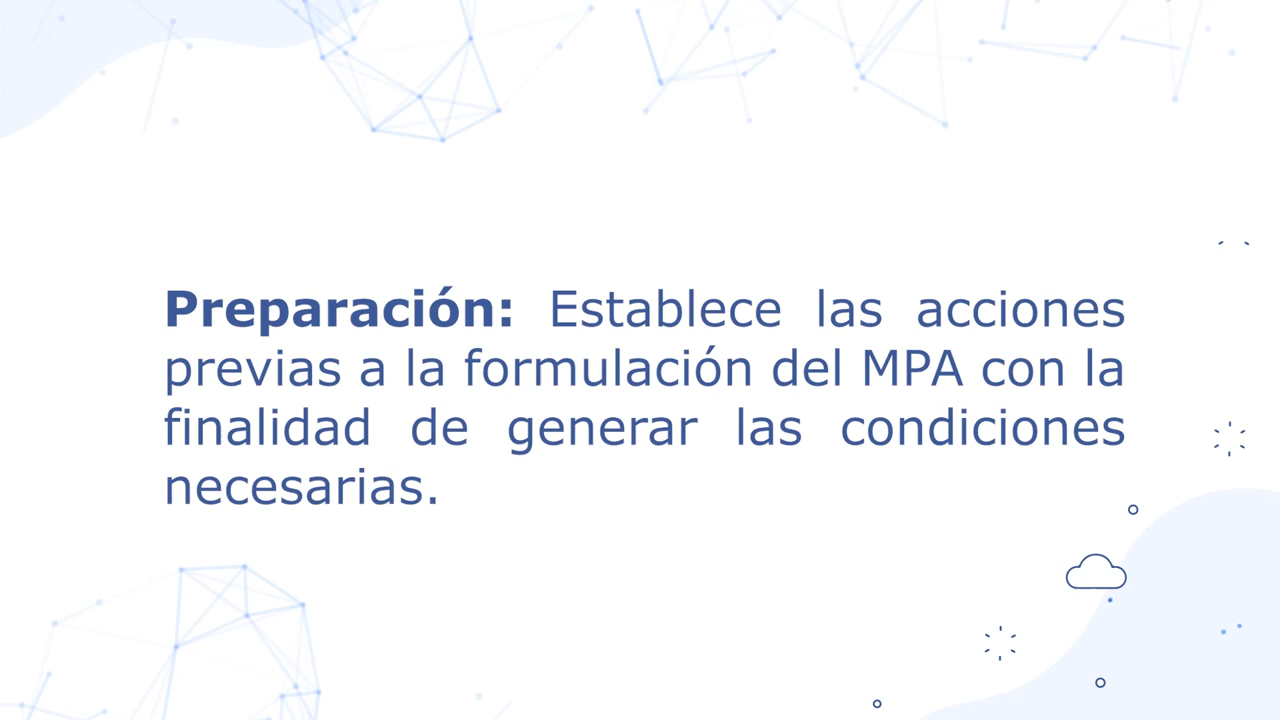 Preparación: Establece las acciones
previas a la formulación del MPA con la
finalidad de generar las condiciones
necesarias.